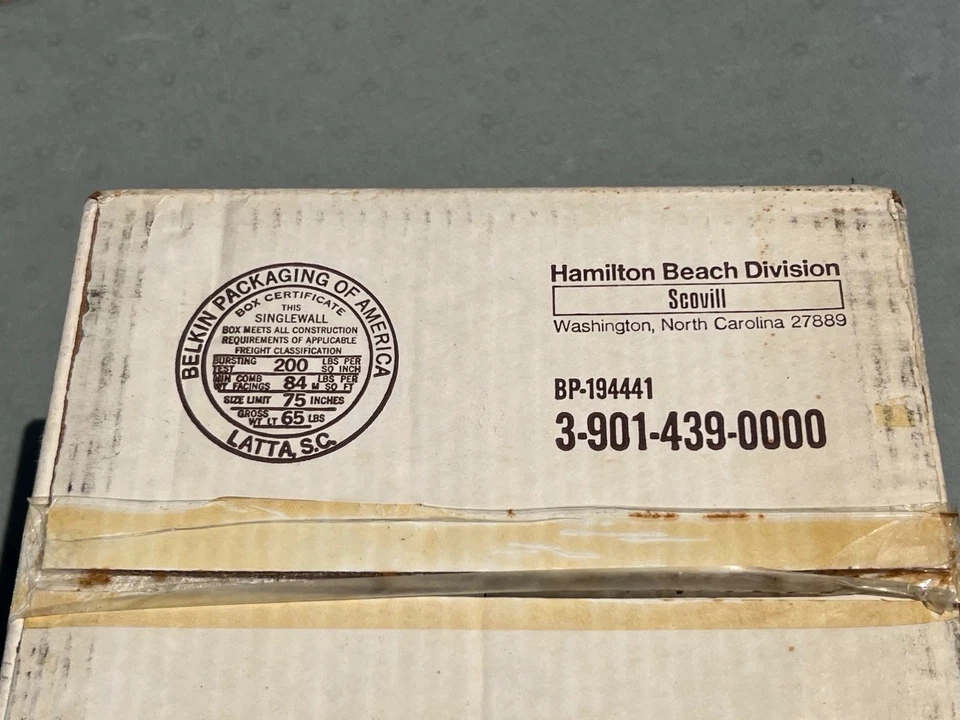 BELKIN PACKAGING OF AMERICA
BOX CERTIFICATE
THIS
SINGLEWALL
BOX MEETS ALL CONSTRUCTION
REQUIREMENTS OF APPLICABLE
FREIGHT CLASSIFICATION
BURSTING TEST 200 LBS PER SQ INCH
MIN COMB WT FACINGS 84 LBS PER M SQ FT
SIZE LIMIT 75 INCHES
GROSS WT LT 65 LBS
LATTA, S.C.
Hamilton Beach Division
Scovill
Washington, North Carolina 27889
BP-194441
3-901-439-0000